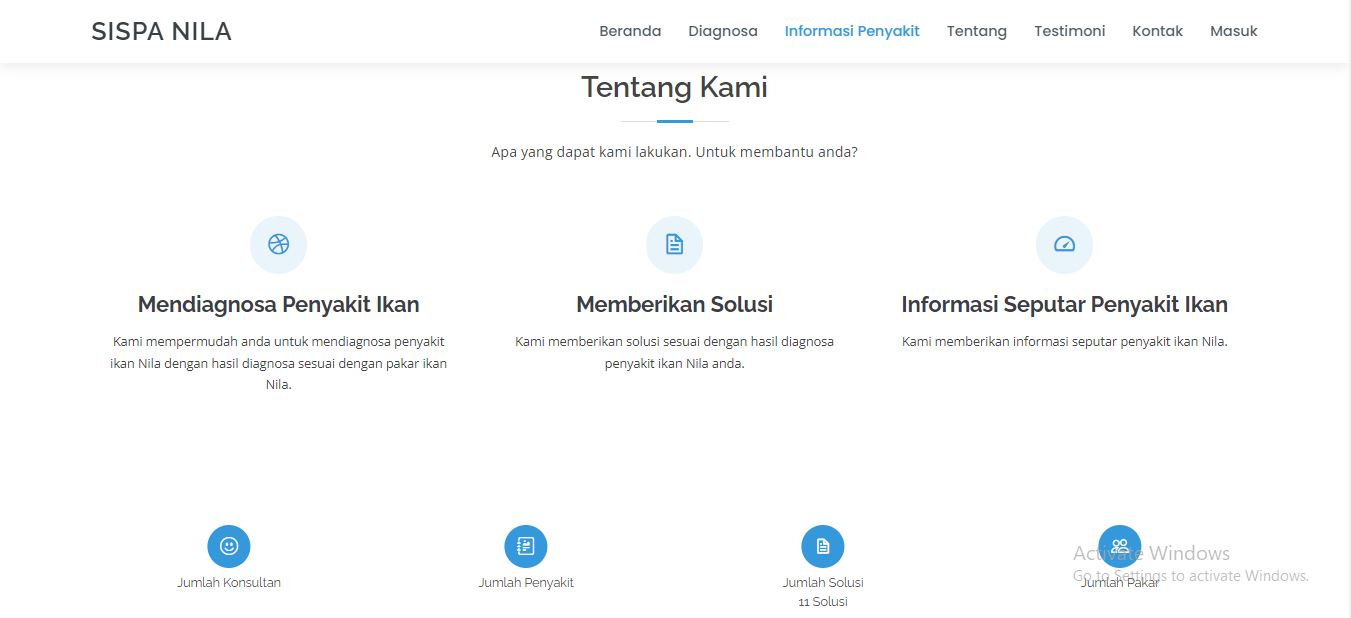 SISPA NILA
Beranda Diagnosa Informasi Penyakit Tentang Testimoni Kontak Masuk
Tentang Kami
Apa yang dapat kami lakukan. Untuk membantu anda?
Mendiagnosa Penyakit Ikan
Kami mempermudah anda untuk mendiagnosa penyakit
ikan Nila dengan hasil diagnosa sesuai dengan pakar ikan
Nila.
Memberikan Solusi
Kami memberikan solusi sesuai dengan hasil diagnosa
penyakit ikan Nila anda.
Informasi Seputar Penyakit Ikan
Kami memberikan informasi seputar penyakit ikan Nila.
Jumlah Konsultan
Jumlah Penyakit
Jumlah Solusi
11 Solusi
Jumlah Pakar
Activate Windows
Go to Settings to activate Windows.